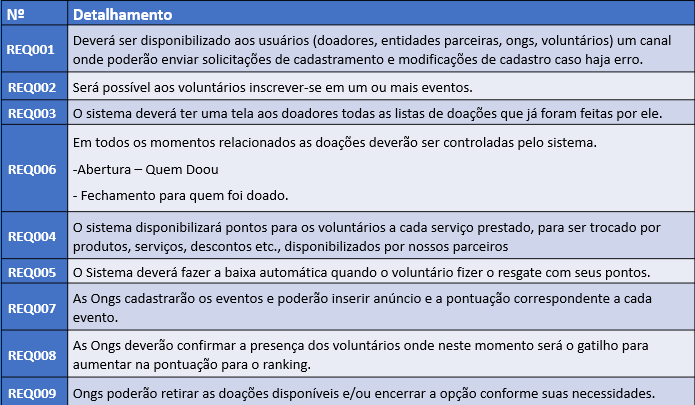 Nº Detalhamento
REQ001 Deverá ser disponibilizado aos usuários (doadores, entidades parceiras, ongs, voluntários) um canal
onde poderão enviar solicitações de cadastramento e modificações de cadastro caso haja erro.
REQ002 Será possível aos voluntários inscrever-se em um ou mais eventos.
REQ003 O sistema deverá ter uma tela aos doadores todas as listas de doações que já foram feitas por ele.
REQ006 Em todos os momentos relacionados as doações deverão ser controladas pelo sistema.
-Abertura – Quem Doou
- Fechamento para quem foi doado.
REQ004 O sistema disponibilizará pontos para os voluntários a cada serviço prestado, para ser trocado por
produtos, serviços, descontos etc., disponibilizados por nossos parceiros
REQ005 O Sistema deverá fazer a baixa automática quando o voluntário fizer o resgate com seus pontos.
REQ007 As Ongs cadastrarão os eventos e poderão inserir anúncio e a pontuação correspondente a cada
evento.
REQ008 As Ongs deverão confirmar a presença dos voluntários onde neste momento será o gatilho para
aumentar na pontuação para o ranking.
REQ009 Ongs poderão retirar as doações disponíveis e/ou encerrar a opção conforme suas necessidades.